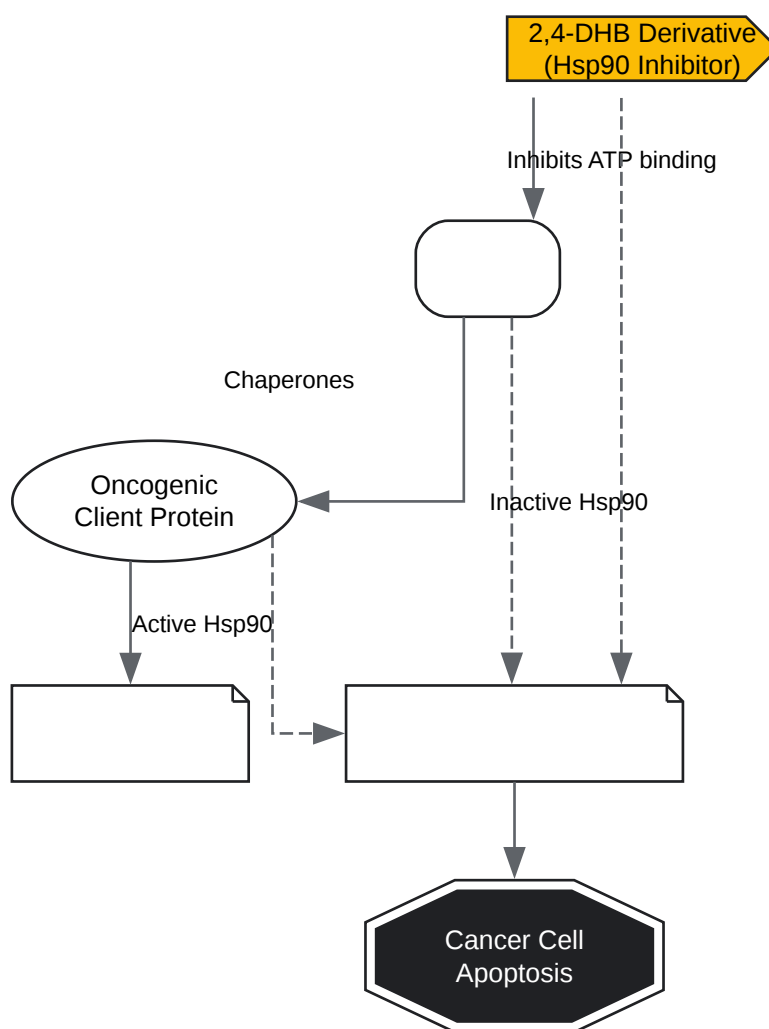 2,4-DHB Derivative
(Hsp90 Inhibitor)
Inhibits ATP binding
Chaperones
Oncogenic
Client Protein
Inactive Hsp90
Active Hsp90
Cancer Cell
Apoptosis